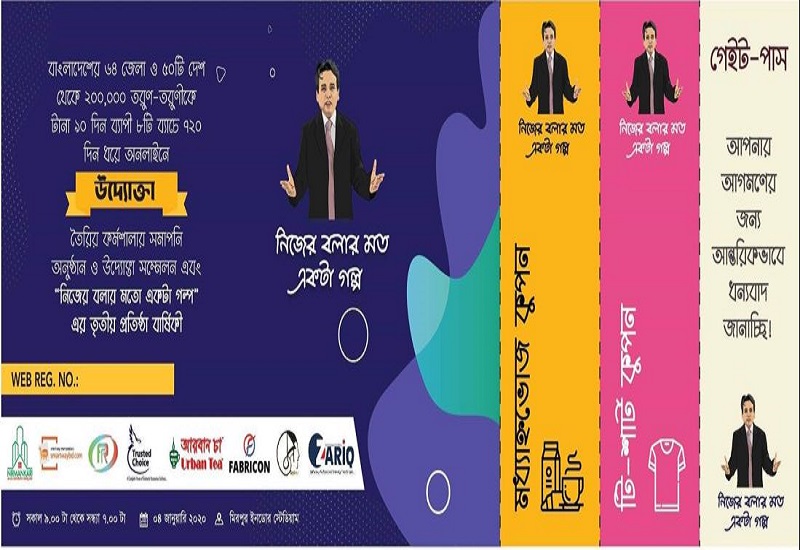 বাংলাদেশের ৬৪ জেলা ও ৫০টি দেশ
থেকে ২০০,০০০ তরুণ-তরুণীকে
টানা ৯০ দিন ব্যাপী ৮টি ব্যাচে ৭২০
দিন ধরে অনলাইনে
উদ্যোক্তা
তৈরির কর্মশালার সমাপনি
অনুষ্ঠান ও উদ্যোক্তা সম্মেলন এবং
“নিজের বলার মতো একটা গল্প”
এর তৃতীয় প্রতিষ্ঠা বার্ষিকী
WEB REG. NO.:
নিজের বলার মত
একটা গল্প
Trusted
Choice
আরবান চা
Urban Tea
FABRICON
ZARIQ
সকাল ৯.০০ টা থেকে সন্ধ্যা ৭.০০ টা
০৪ জানুয়ারি ২০২০
মিরপুর ইনডোর স্টেডিয়াম
নিজের বলার মত
একটা গল্প
মধ্যাহ্নভোজ কুপন
নিজের বলার মত
একটা গল্প
টি-শার্ট কুপন
গেইট-পাস
আপনার
আগমণের
জন্য
আন্তরিকভাবে
ধন্যবাদ
জানাচ্ছি!
নিজের বলার মত
একটা গল্প